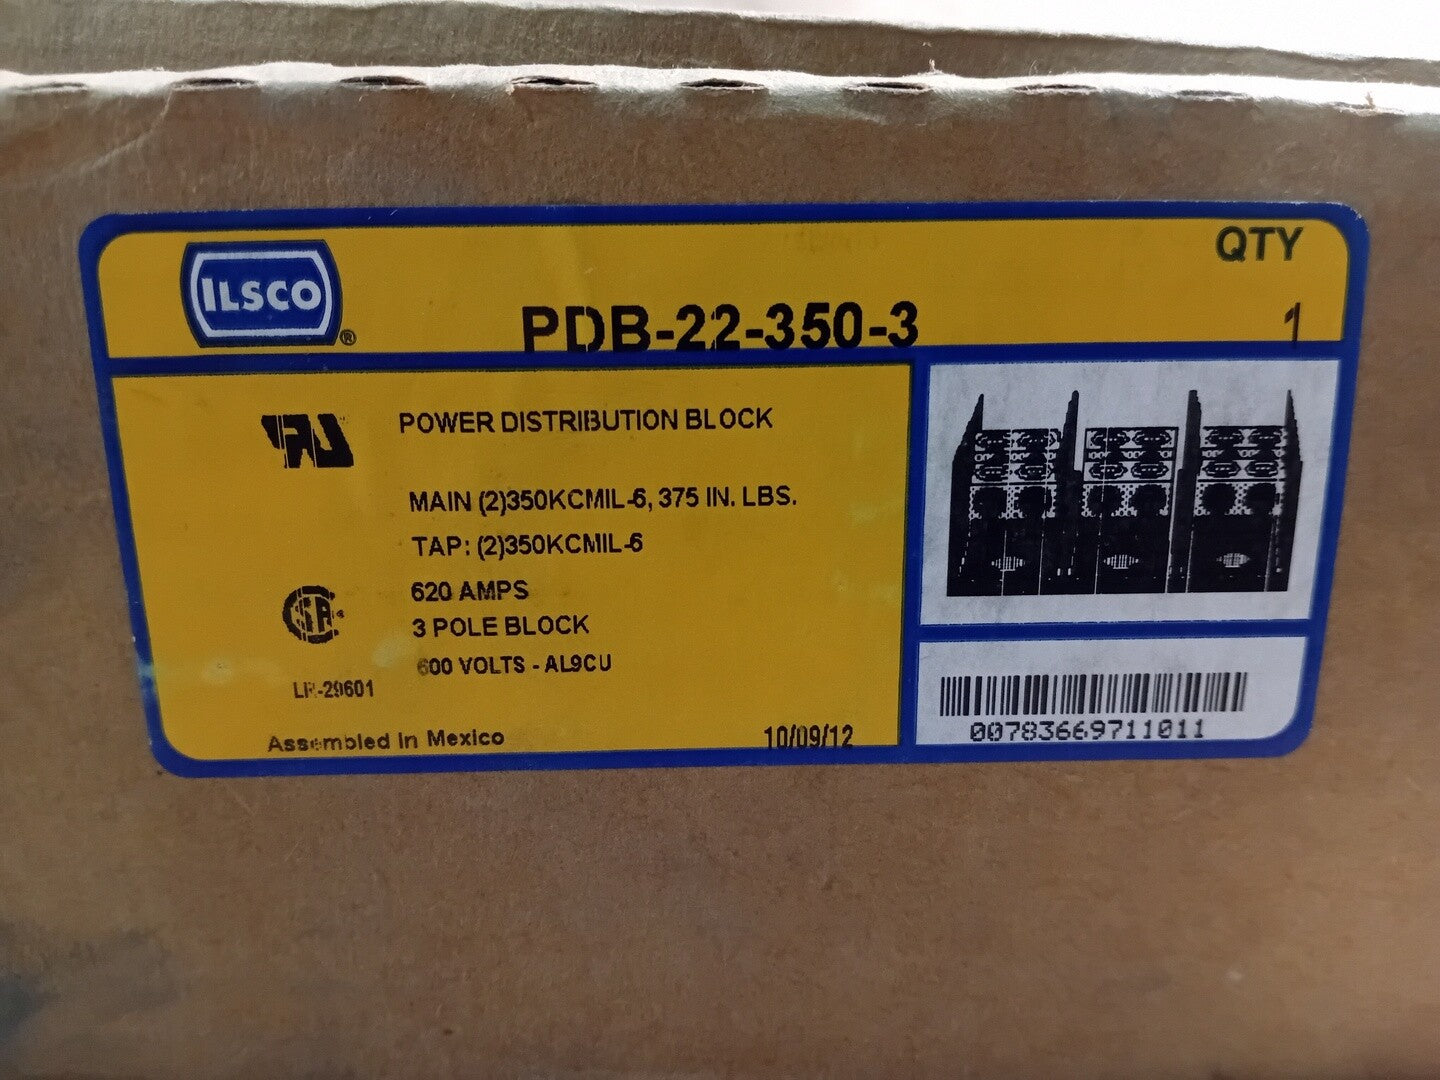 ILSCO
®
PDB-22-350-3
QTY
1
POWER DISTRIBUTION BLOCK
MAIN (2)350KCMIL-6, 375 IN. LBS.
TAP: (2)350KCMIL-6
620 AMPS
3 POLE BLOCK
600 VOLTS - AL9CU
LR-29601
Assembled In Mexico
10/09/12
00783669711011